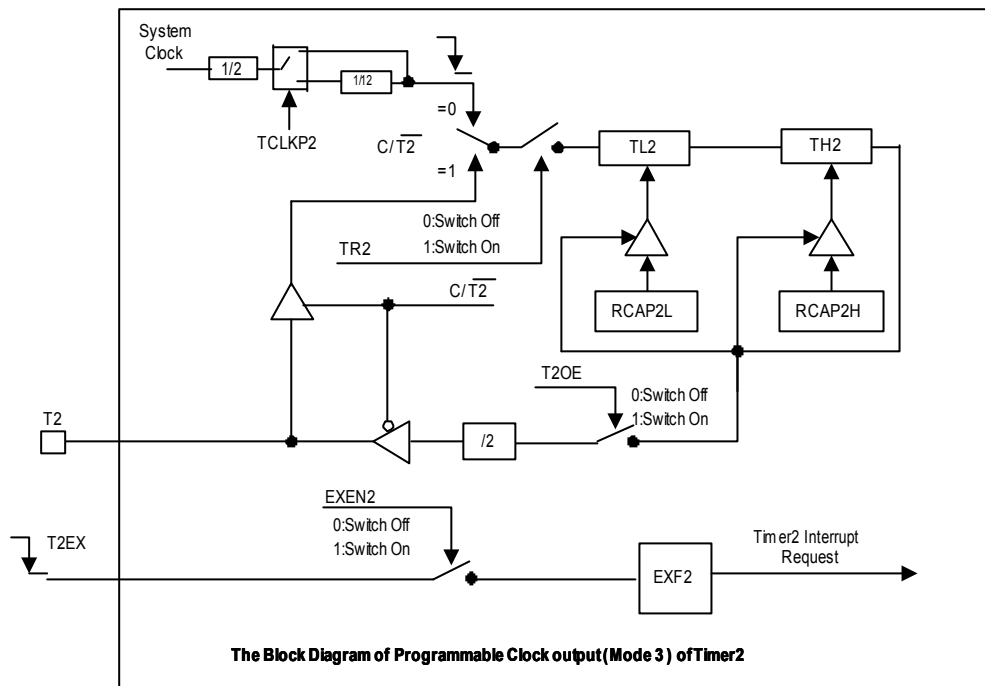 System
Clock
1/2
1/12
TCLKP2
=0
C/T2
=1
TL2
TH2
0:Switch Off
1:Switch On
TR2
C/T2
RCAP2L
RCAP2H
T2OE
0:Switch Off
1:Switch On
T2
/2
EXEN2
0:Switch Off
1:Switch On
T2EX
EXF2
Timer2 Interrupt
Request
The Block Diagram of Programmable Clock output (Mode 3 ) of Timer2